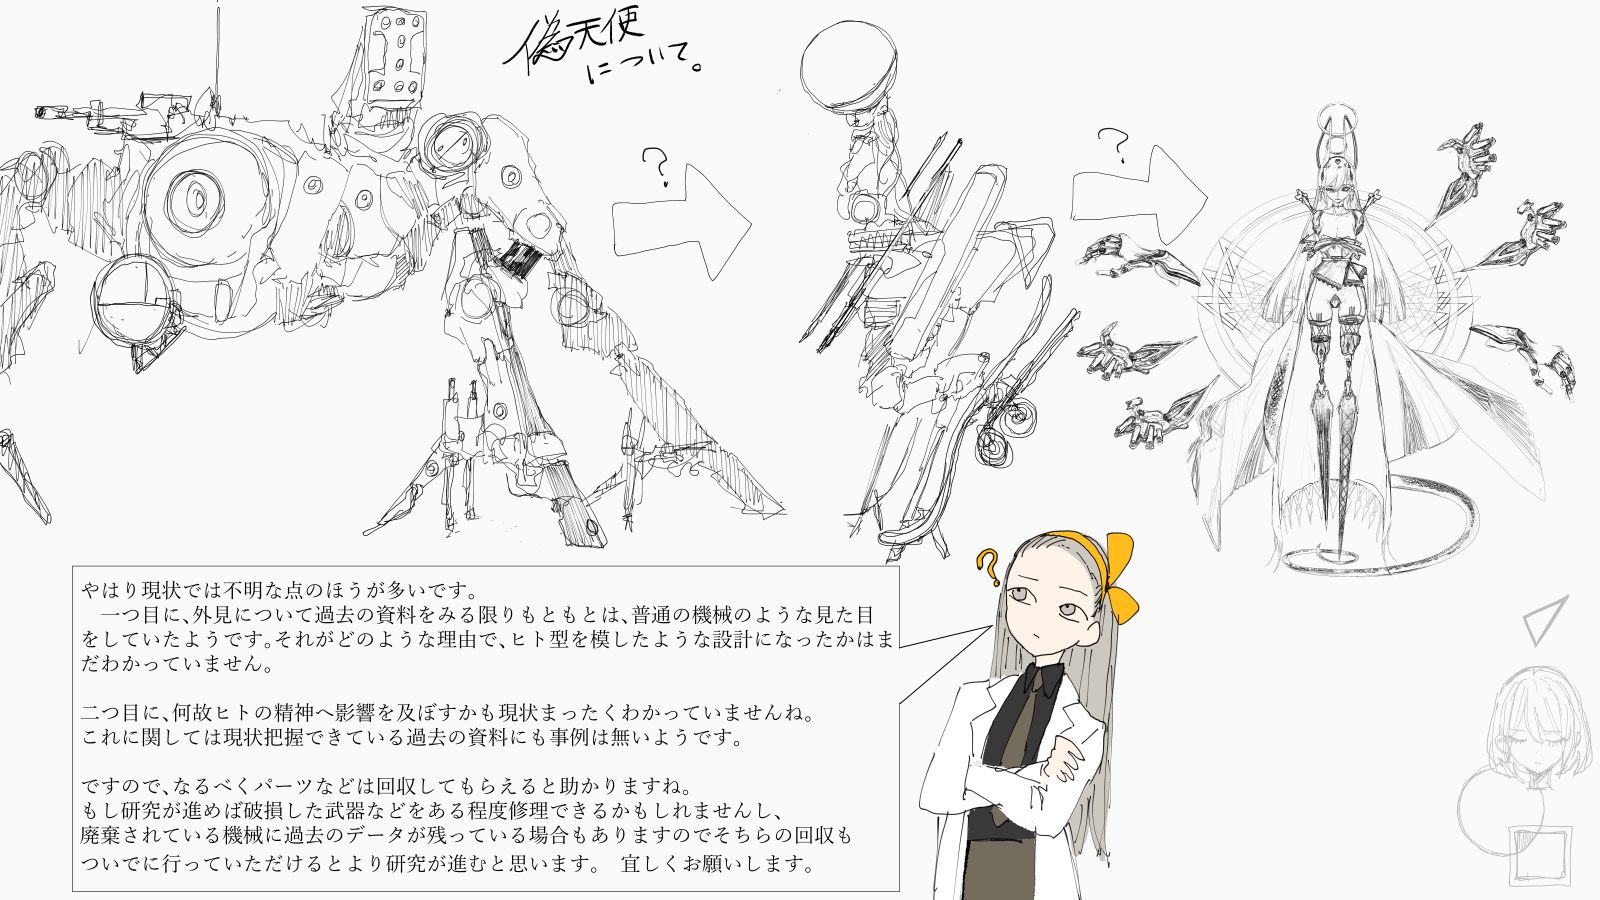 偽天使
について。
?
?
?
やはり現状では不明な点のほうが多いです。
一つ目に、外見について過去の資料をみる限りもともとは、普通の機械のような見た目
をしていたようです。それがどのような理由で、ヒト型を模したような設計になったかはま
だわかっていません。
二つ目に、何故ヒトの精神へ影響を及ぼすかも現状まったくわかっていませんね。
これに関しては現状把握できている過去の資料にも事例は無いようです。
ですので、なるべくパーツなどは回収してもらえると助かりますね。
もし研究が進めば破損した武器などをある程度修理できるかもしれませんし、
廃棄されている機械に過去のデータが残っている場合もありますのでそちらの回収も
ついでに行っていただけるとより研究が進むと思います。　宜しくお願いします。